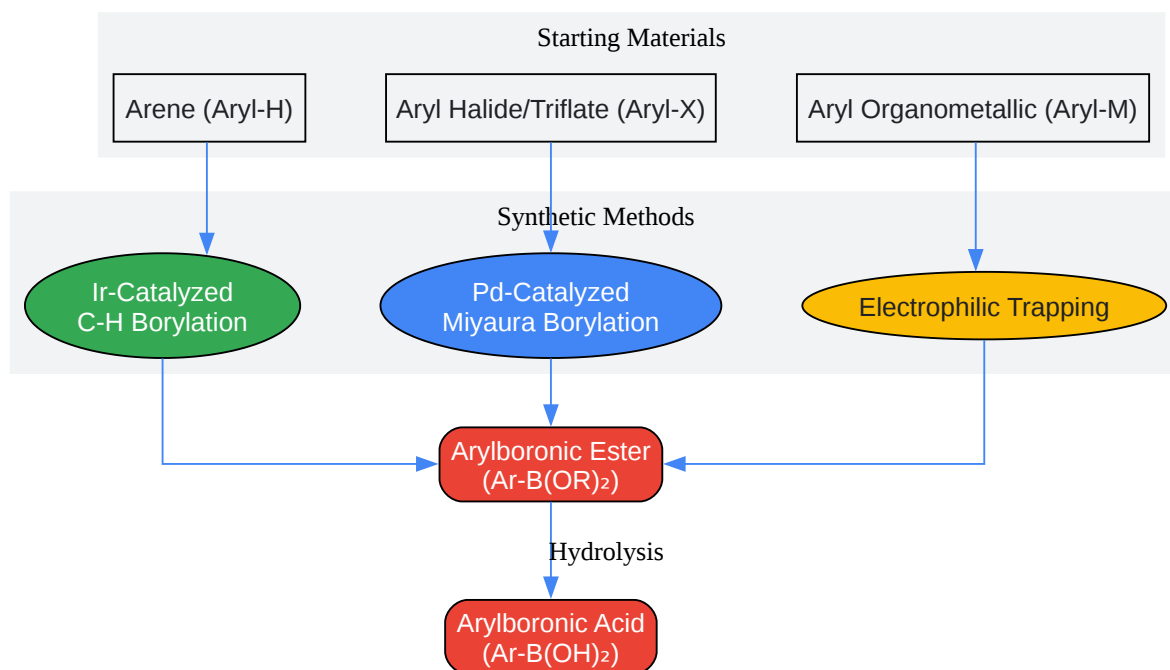 Starting Materials
Arene (Aryl-H)
Aryl Halide/Triflate (Aryl-X)
Aryl Organometallic (Aryl-M)
Synthetic Methods
Ir-Catalyzed
C-H Borylation
Pd-Catalyzed
Miyaura Borylation
Electrophilic Trapping
Arylboronic Ester
(Ar-B(OR)₂)
Hydrolysis
Arylboronic Acid
(Ar-B(OH)₂)